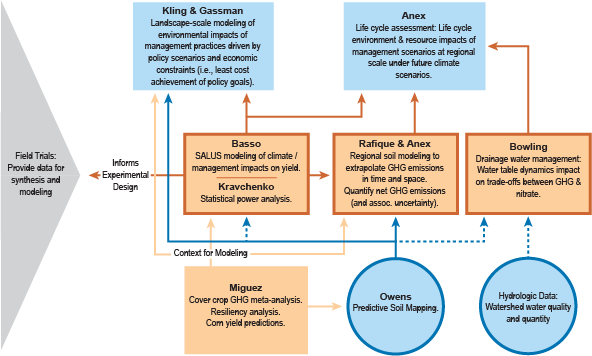 Kling & Gassman
Landscape-scale modeling of
environmental impacts of
management practices driven by
policy scenarios and economic
constraints (i.e., least cost
achievement of policy goals).
Anex
Life cycle assessment: Life cycle
environment & resource impacts of
management scenarios at regional
scale under future climate
scenarios.
Field Trials:
Provide data for
synthesis and
modeling
Informs
Experimental
Design
Basso
SALUS modeling of climate /
management impacts on yield.
Kravchenko
Statistical power analysis.
Rafique & Anex
Regional soil modeling to
extrapolate GHG emissions
in time and space.
Quantify net GHG emissions
(and assoc. uncertainty).
Bowling
Drainage water management:
Water table dynamics impact
on trade-offs between GHG &
nitrate.
Context for Modeling
Miguez
Cover crop GHG meta-analysis.
Resiliency analysis.
Corn yield predictions.
Owens
Predictive Soil Mapping.
Hydrologic Data:
Watershed water quality
and quantity